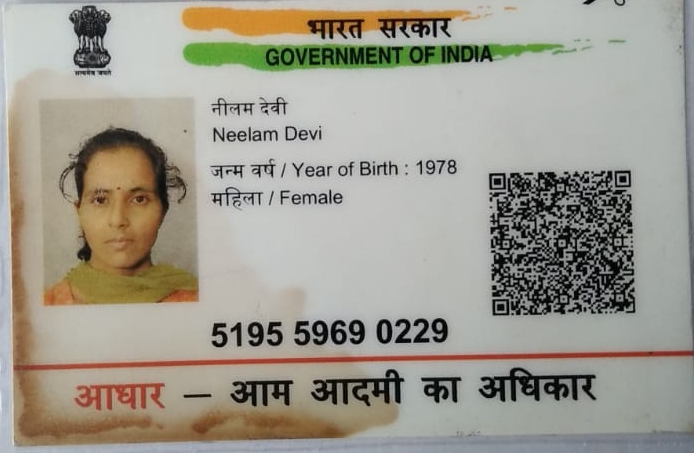 भारत सरकार
GOVERNMENT OF INDIA
सत्यमेव जयते
नीलम देवी
Neelam Devi
जन्म वर्ष / Year of Birth : 1978
महिला / Female
5195 5969 0229
आधार — आम आदमी का अधिकार